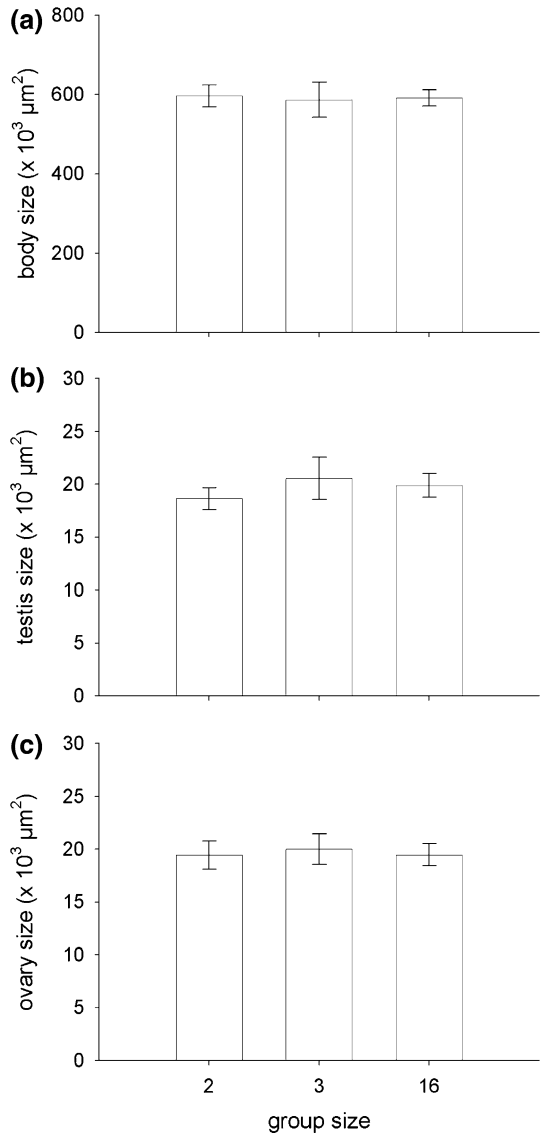 (a)
800
600
400
200
0
body size (x 10³ µm²)
(b)
30
25
20
15
10
5
0
testis size (x 10³ µm²)
(c)
30
25
20
15
10
5
0
ovary size (x 10³ µm²)
2 3 16
group size